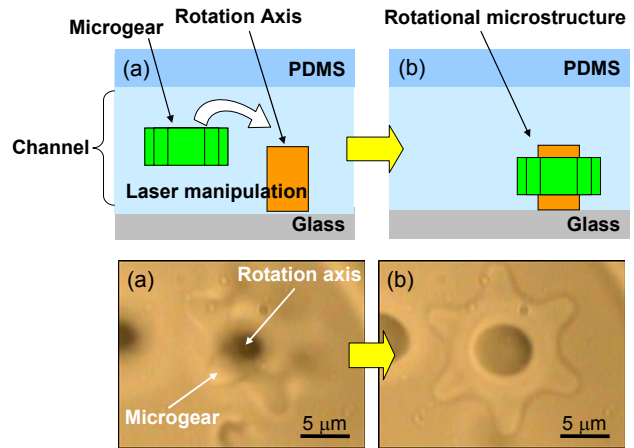 Microgear
Rotation Axis
Rotational microstructure
(a)
PDMS
Channel
Laser manipulation
Glass
(b)
PDMS
Glass
(a)
Rotation axis
Microgear
5 μm
(b)
5 μm